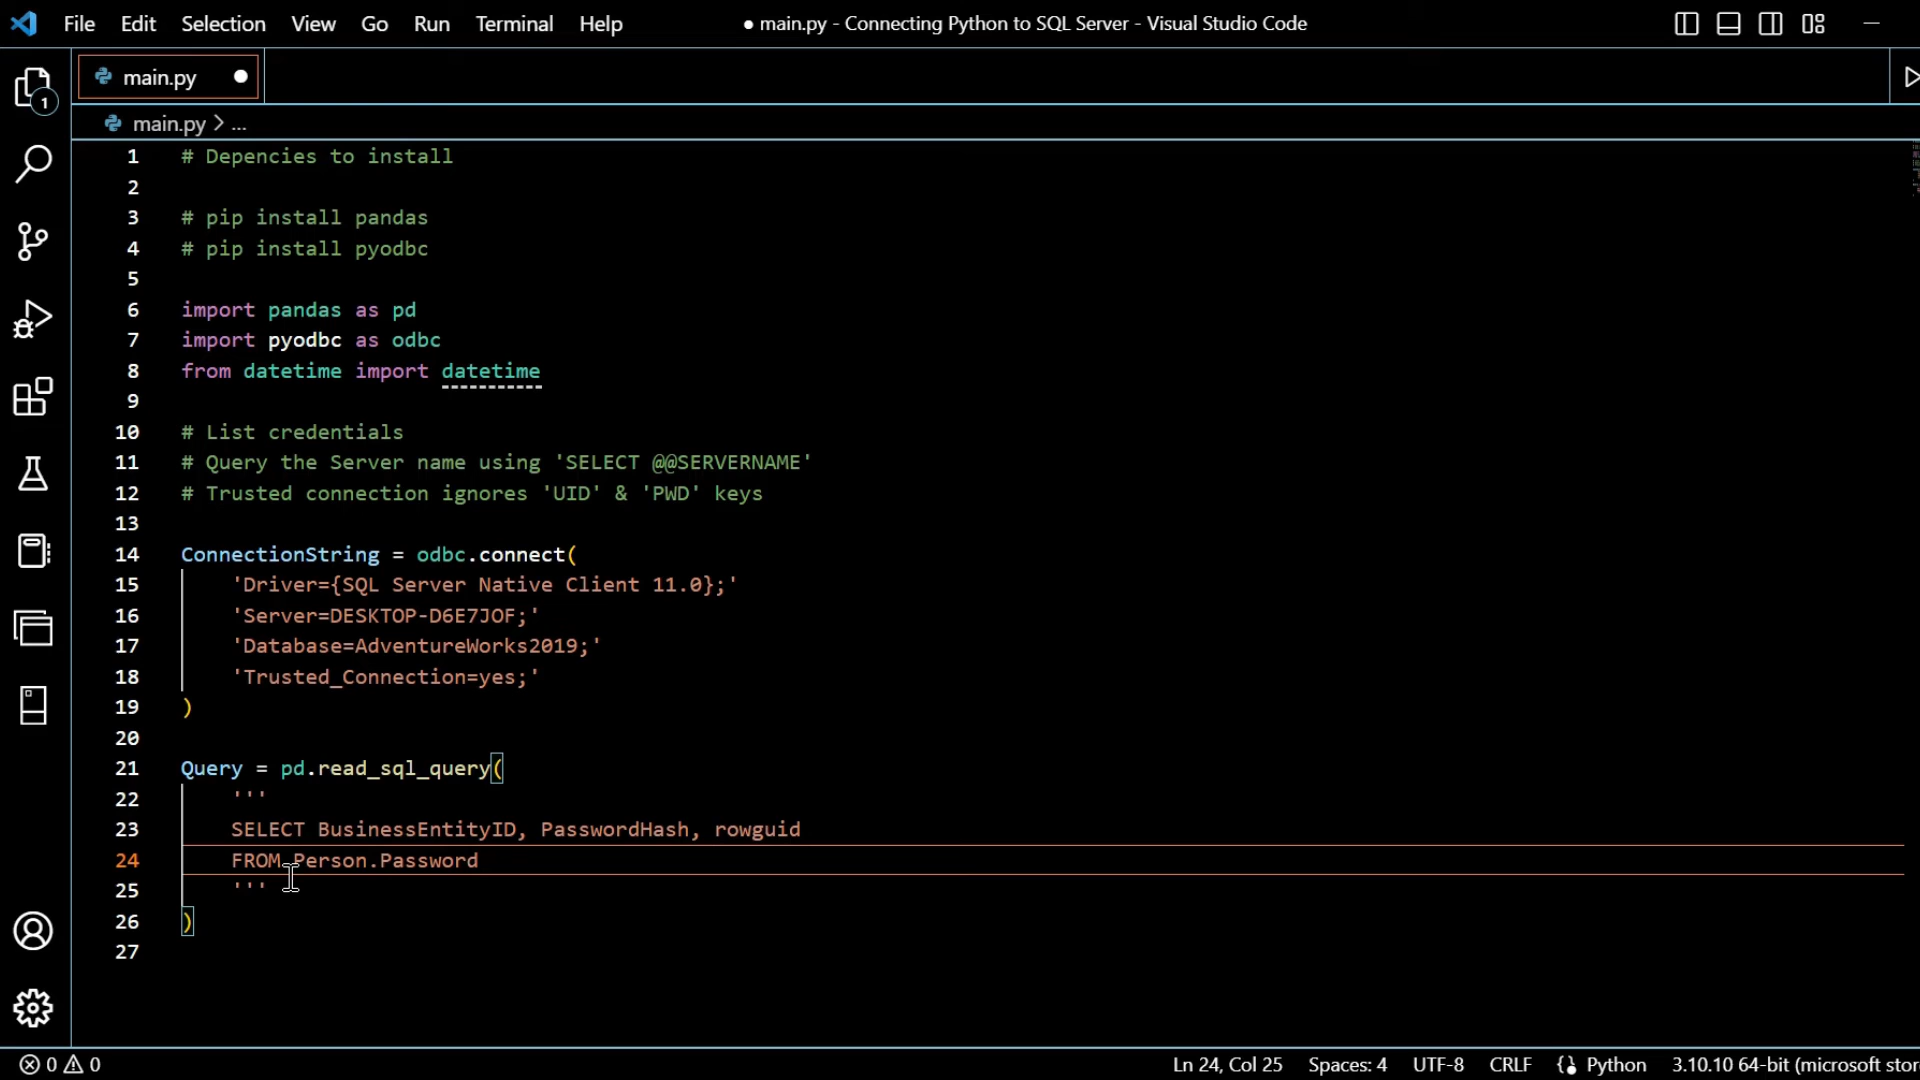 File Edit Selection View Go Run Terminal Help ● main.py - Connecting Python to SQL Server - Visual Studio Code
main.py ●
1
main.py > ...
1 # Depencies to install
2
3 # pip install pandas
4 # pip install pyodbc
5
6 import pandas as pd
7 import pyodbc as odbc
8 from datetime import datetime
9
10 # List credentials
11 # Query the Server name using 'SELECT @@SERVERNAME'
12 # Trusted connection ignores 'UID' & 'PWD' keys
13
14 ConnectionString = odbc.connect(
15     'Driver={SQL Server Native Client 11.0};'
16     'Server=DESKTOP-D6E7JOF;'
17     'Database=AdventureWorks2019;'
18     'Trusted_Connection=yes;'
19 )
20
21 Query = pd.read_sql_query(
22     '''
23     SELECT BusinessEntityID, PasswordHash, rowguid
24     FROM Person.Password
25     '''
26 )
27
0 0 Ln 24, Col 25 Spaces: 4 UTF-8 CRLF Python 3.10.10 64-bit (microsoft stor